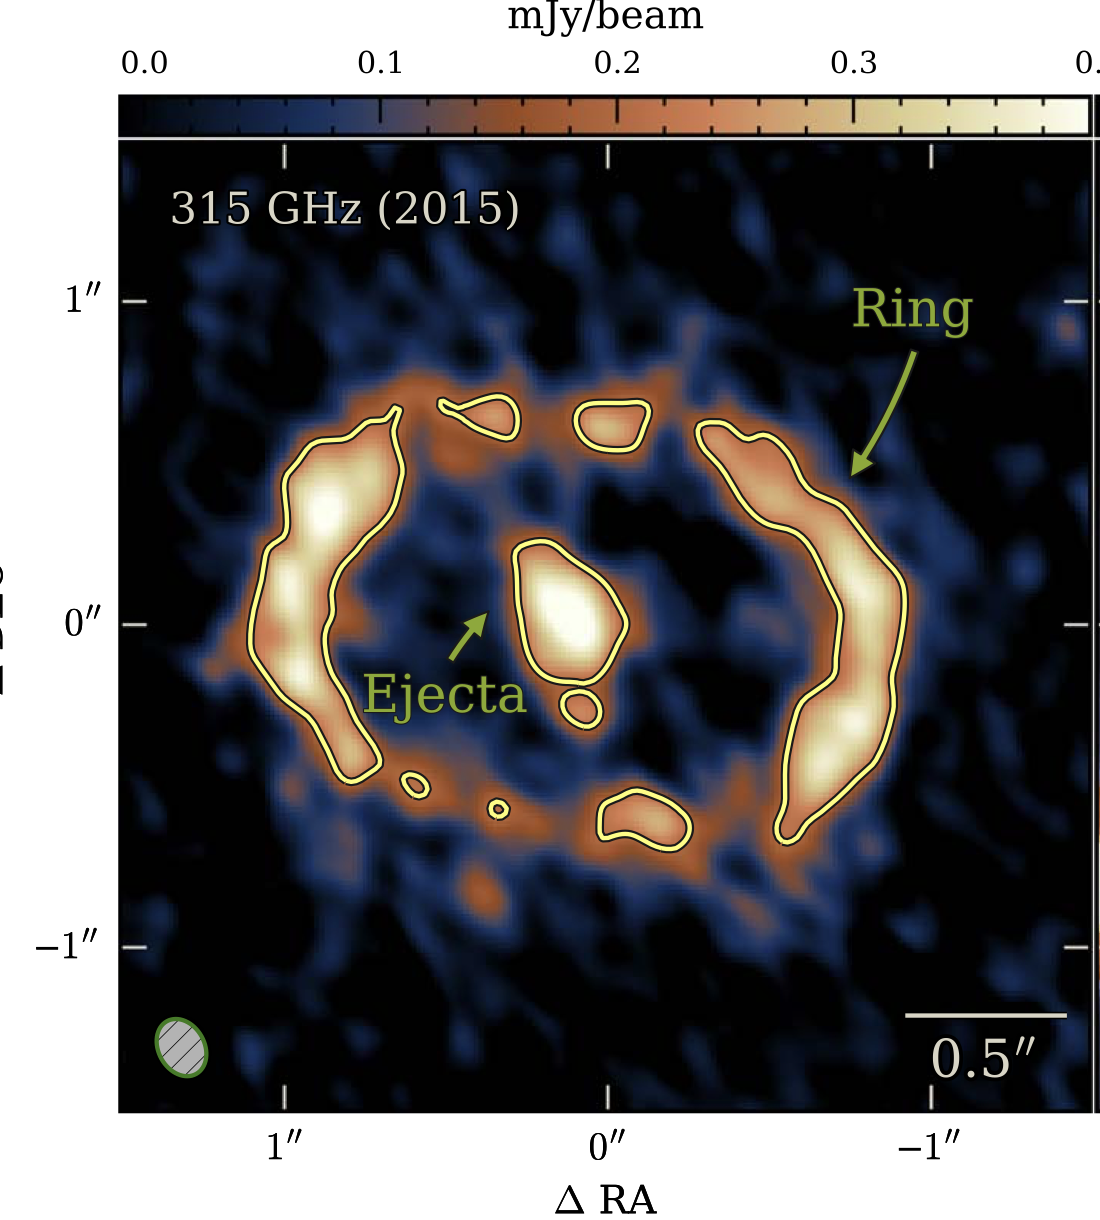 mJy/beam
0.0 0.1 0.2 0.3 0.
315 GHz (2015)
1″
Ring
0″
Ejecta
−1″
0.5″
1″ 0″ −1″
Δ RA